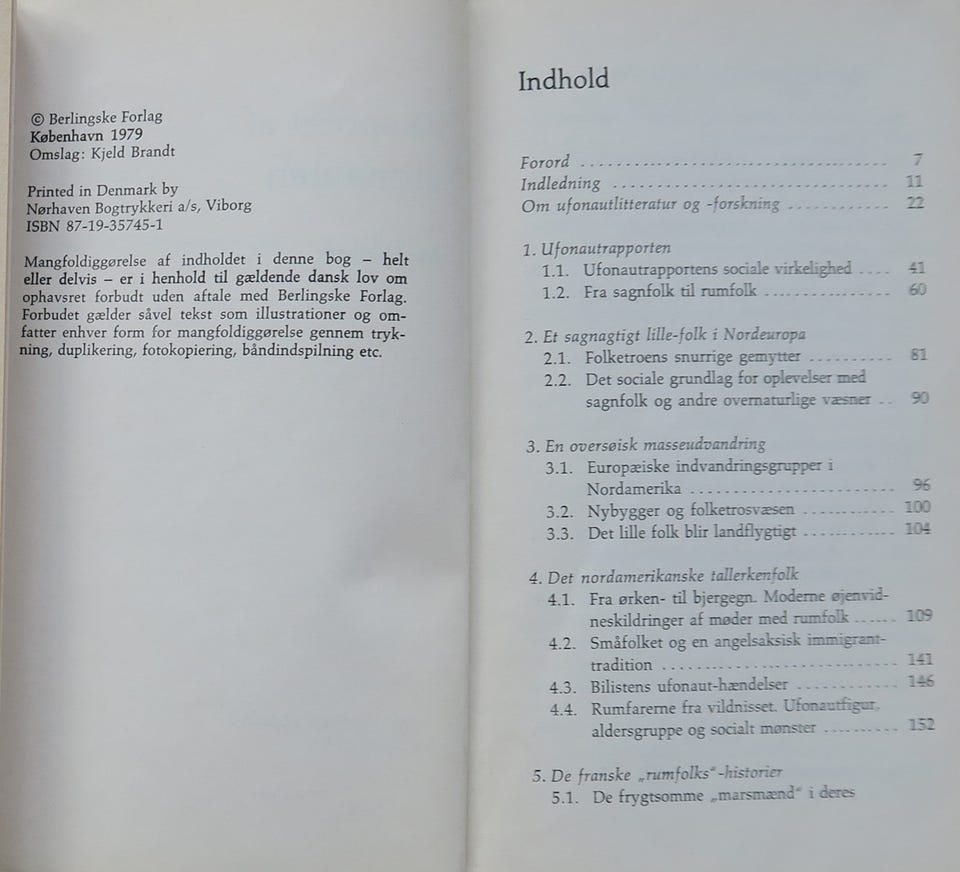 © Berlingske Forlag
København 1979
Omslag: Kjeld Brandt
Printed in Denmark by
Nørhaven Bogtrykkeri a/s, Viborg
ISBN 87-19-35745-1
Mangfoldiggørelse af indholdet i denne bog – helt
eller delvis – er i henhold til gældende dansk lov om
ophavsret forbudt uden aftale med Berlingske Forlag.
Forbudet gælder såvel tekst som illustrationer og om-
fatter enhver form for mangfoldiggørelse gennem tryk-
ning, duplikering, fotokopiering, båndindspilning etc.
Indhold
Forord ........................................ 7
Indledning .................................... 11
Om ufonautlitteratur og -forskning ............ 22
1. Ufonautrapporten
1.1. Ufonautrapportens sociale virkelighed .... 41
1.2. Fra sagnfolk til rumfolk ................ 60
2. Et sagnagtigt lille-folk i Nordeuropa
2.1. Folketroens snurrige gemytter .......... 81
2.2. Det sociale grundlag for oplevelser med
sagnfolk og andre overnaturlige væsner .. 90
3. En oversøisk masseudvandring
3.1. Europæiske indvandringsgrupper i
Nordamerika .......................... 96
3.2. Nybygger og folketrosvæsen ............ 100
3.3. Det lille folk blir landflygtigt ............ 104
4. Det nordamerikanske tallerkenfolk
4.1. Fra ørken- til bjergegn. Moderne øjenvid-
neskildringer af møder med rumfolk ...... 109
4.2. Småfolket og en angelsaksisk immigrant-
tradition .............................. 141
4.3. Bilistens ufonaut-hændelser ............ 146
4.4. Rumfarerne fra vildnisset. Ufonautfigur,
aldersgruppe og socialt mønster .......... 152
5. De franske „rumfolks“-historier
5.1. De frygtsomme „marsmænd“ i deres